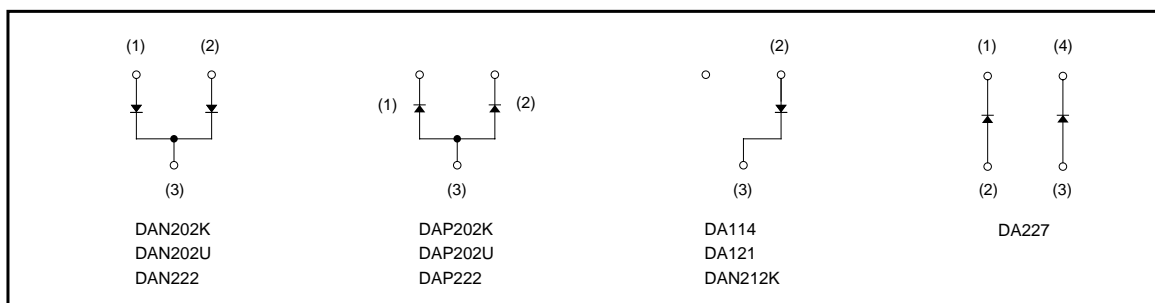 (1) (2)
(3)
DAN202K
DAN202U
DAN222
(1) (2)
(3)
DAP202K
DAP202U
DAP222
(2)
(3)
DA114
DA121
DAN212K
(1) (4)
(2) (3)
DA227